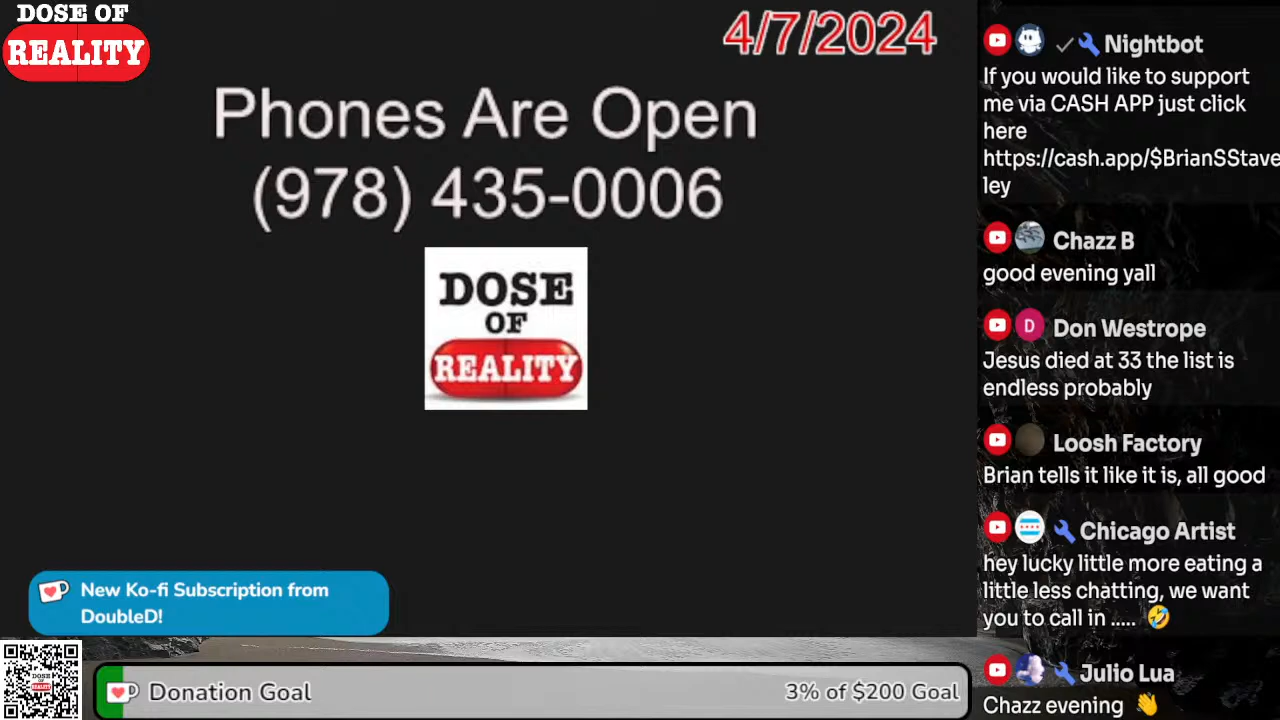 DOSE OF
REALITY
4/7/2024
Phones Are Open
(978) 435-0006
DOSE
OF
REALITY
New Ko-fi Subscription from
DoubleD!
Donation Goal
3% of $200 Goal
Nightbot
If you would like to support
me via CASH APP just click
here
https://cash.app/$BrianSStave
ley
Chazz B
good evening yall
D
Don Westrope
Jesus died at 33 the list is
endless probably
Loosh Factory
Brian tells it like it is, all good
Chicago Artist
hey lucky little more eating a
little less chatting, we want
you to call in ..... 🤣
Julio Lua
Chazz evening 👋